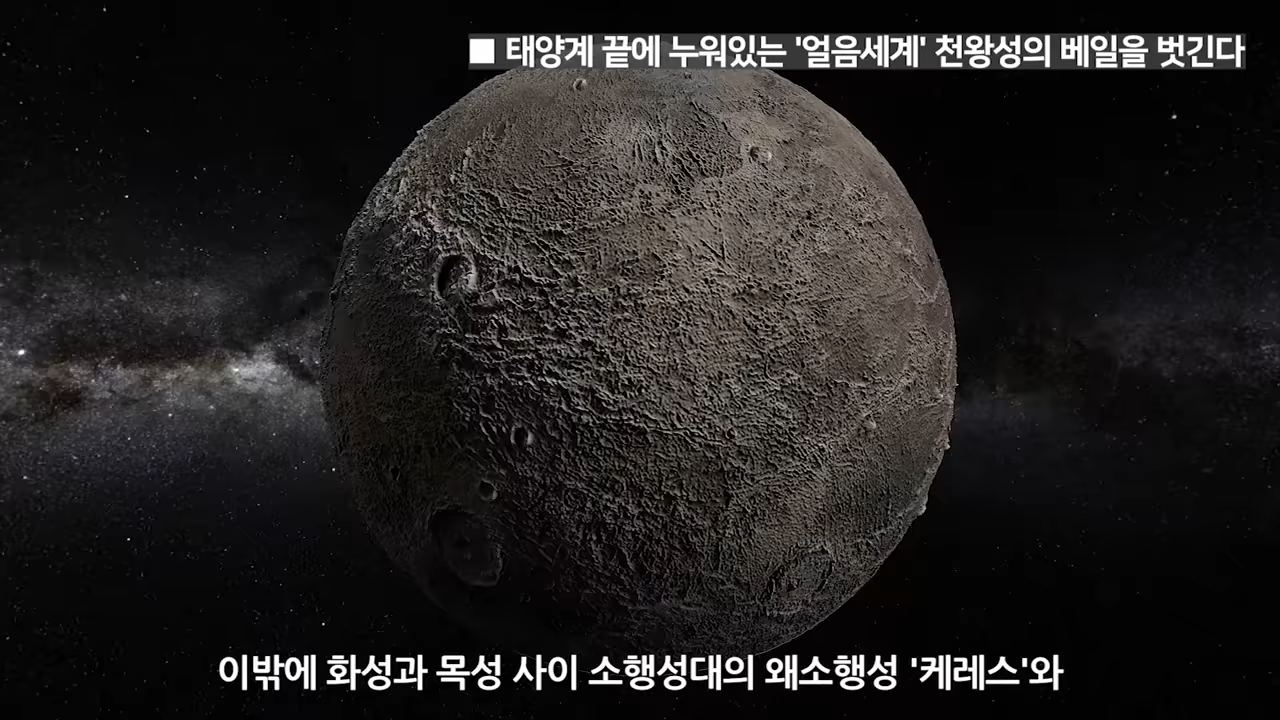 ■ 태양계 끝에 누워있는 '얼음세계' 천왕성의 베일을 벗긴다
이밖에 화성과 목성 사이 소행성대의 왜소행성 '케레스'와